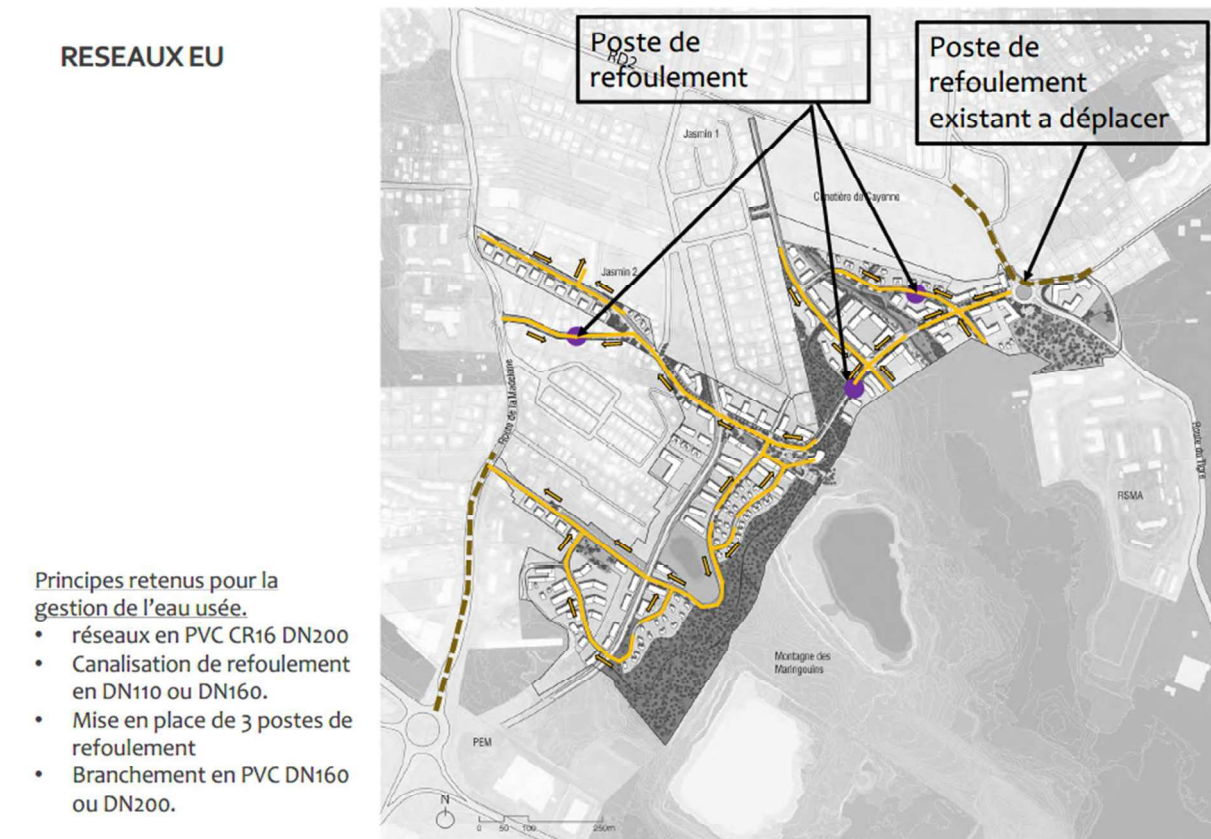 RESEAUX EU
Poste de
refoulement
Poste de
refoulement
existant a déplacer
RD2
Jasmin 1
Cimetière de Cayenne
Jasmin 2
Route de la Madeleine
Route du Tigre
RSMA
Principes retenus pour la
gestion de l'eau usée.
• réseaux en PVC CR16 DN200
• Canalisation de refoulement
en DN110 ou DN160.
• Mise en place de 3 postes de
refoulement
• Branchement en PVC DN160
ou DN200.
Montagne des
Maringouins
PEM
N
0 50 100 250m